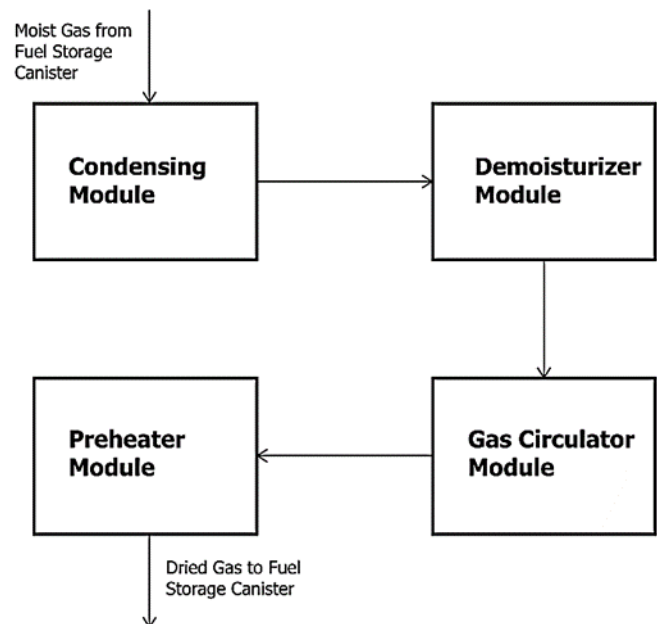 Moist Gas from
Fuel Storage
Canister
Condensing
Module
Demoisturizer
Module
Preheater
Module
Gas Circulator
Module
Dried Gas to Fuel
Storage Canister